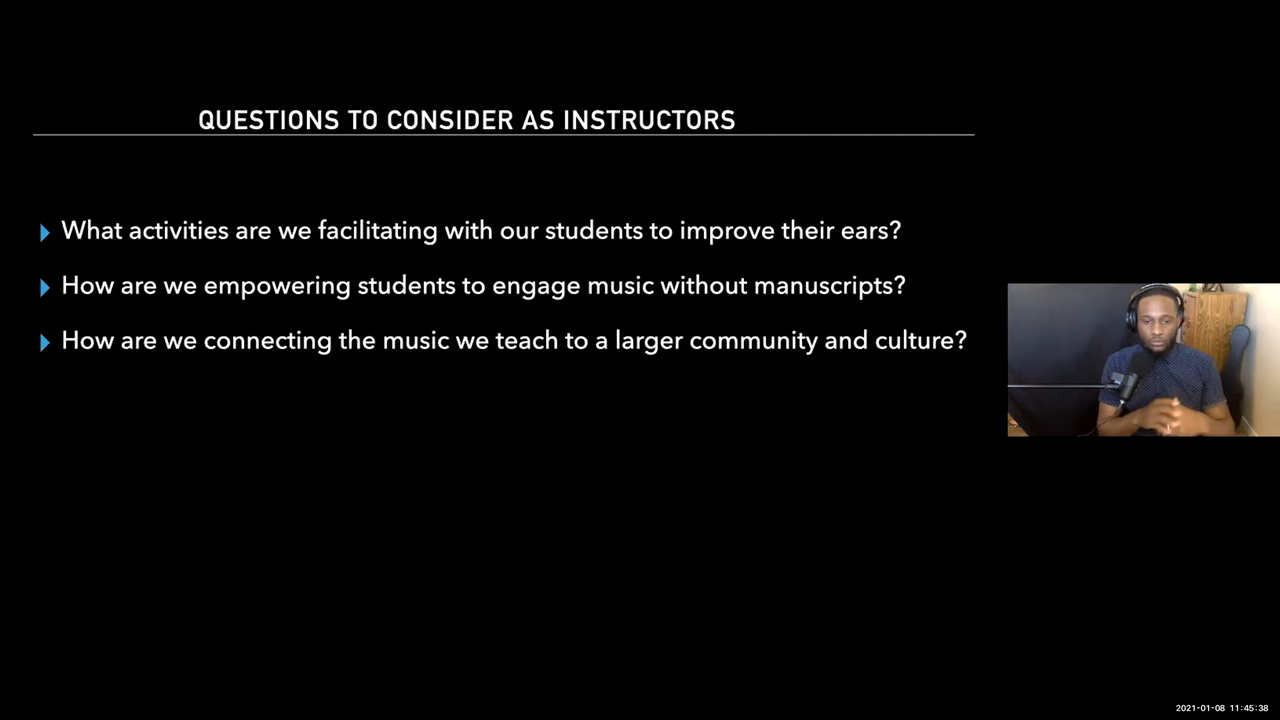 QUESTIONS TO CONSIDER AS INSTRUCTORS
What activities are we facilitating with our students to improve their ears?
How are we empowering students to engage music without manuscripts?
How are we connecting the music we teach to a larger community and culture?
2021-01-08 11:45:38